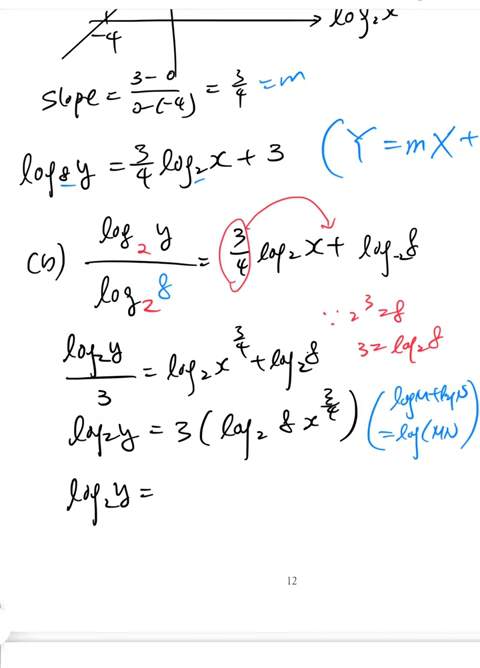 -4 log₂x
slope = (3-0)/(0-(-4)) = 3/4 = m
log₈y = 3/4 log₂x + 3 (Y = mX +
(b) log₂y / log₂8 = 3/4 log₂x + log₂8
∵ 2³=8
3 = log₂8
log₂y / 3 = log₂x^(3/4) + log₂8
log₂y = 3(log₂ 8x^(3/4)) (logM+logN
=log(MN)
log₂y =
12